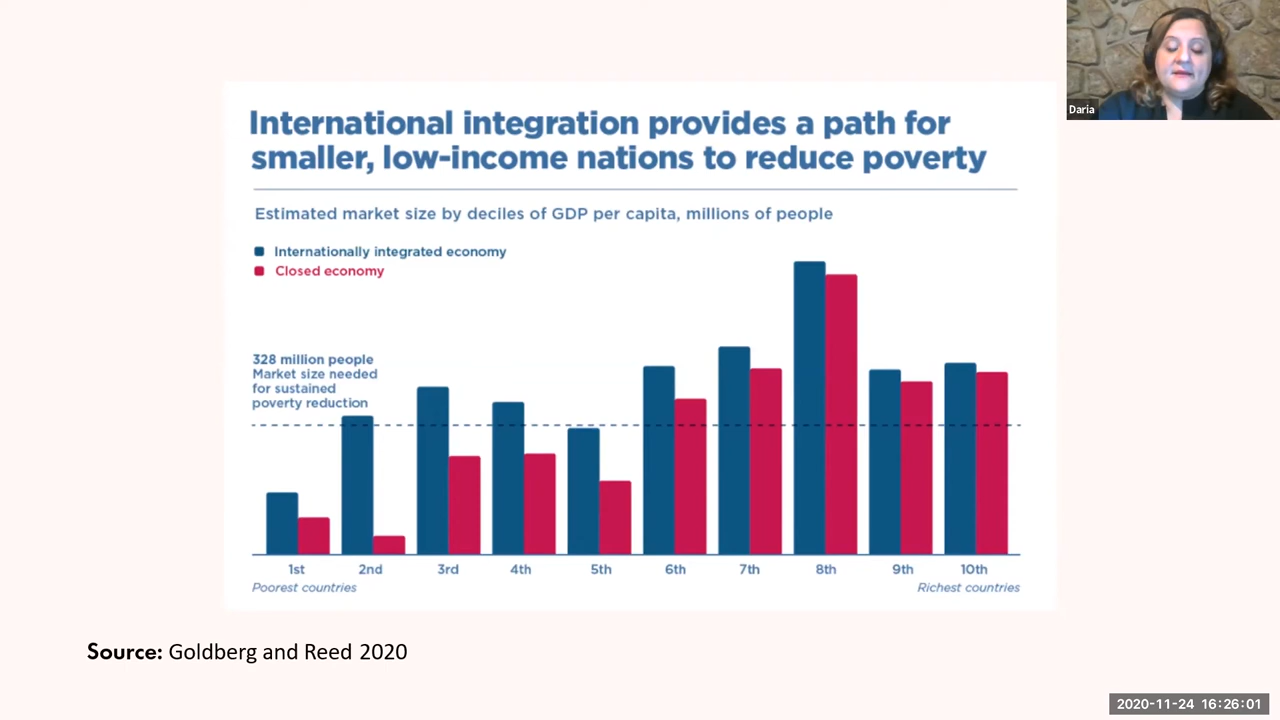 International integration provides a path for
smaller, low-income nations to reduce poverty
Estimated market size by deciles of GDP per capita, millions of people
Internationally integrated economy
Closed economy
328 million people
Market size needed
for sustained
poverty reduction
1st 2nd 3rd 4th 5th 6th 7th 8th 9th 10th
Poorest countries Richest countries
Source: Goldberg and Reed 2020
Daria
2020-11-24 16:26:01